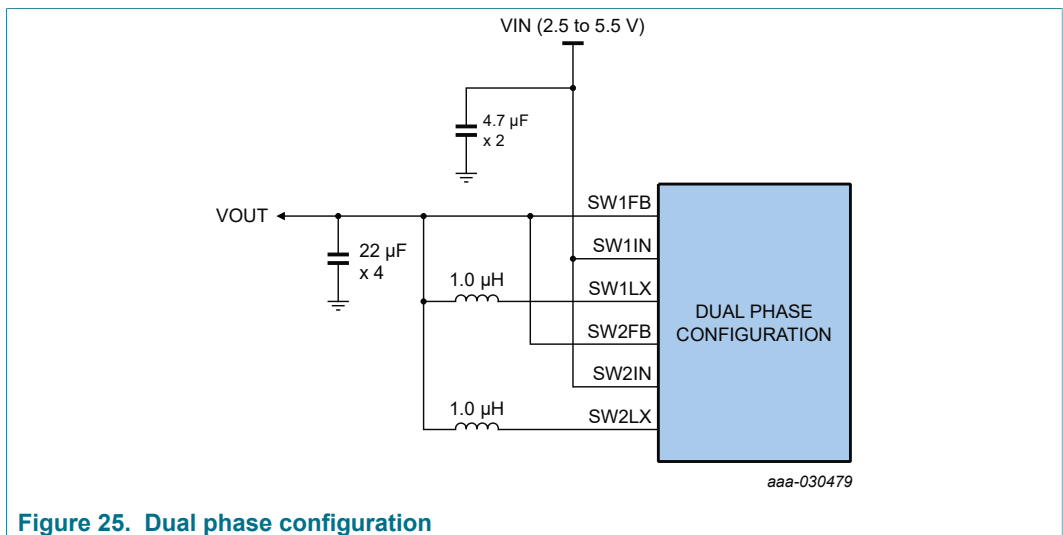 VIN (2.5 to 5.5 V)
4.7 µF
x 2
VOUT
22 µF
x 4
1.0 µH
1.0 µH
SW1FB
SW1IN
SW1LX
SW2FB
SW2IN
SW2LX
DUAL PHASE
CONFIGURATION
aaa-030479
Figure 25. Dual phase configuration